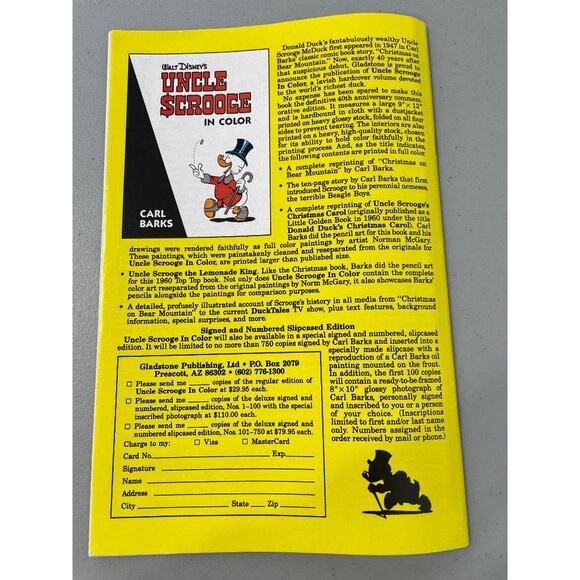 WALT DISNEY'S
UNCLE
$CROOGE
IN COLOR
CARL
BARKS
Donald Duck's fantabulously wealthy Uncle
Scrooge McDuck first appeared in 1947 in Carl
Barks' classic comic book story, "Christmas on
Bear Mountain." Now, exactly 40 years after
that auspicious debut, Gladstone is proud to
announce the publication of Uncle Scrooge
In Color, a lavish hardcover volume devoted
to the world's richest duck.
No expense has been spared to make this
book the definitive 40th anniversary commem-
orative edition. It measures a large 9" × 12"
and is hardbound in cloth with a dustjacket
printed on heavy glossy stock, folded on all four
sides to prevent tearing. The interiors are also
printed on a heavy, high-quality stock, chosen
for its ability to hold color faithfully in the
printing process. And, as the title indicates,
the following contents are printed in full color.
• A complete reprinting of "Christmas on
Bear Mountain" by Carl Barks.
• The ten-page story by Carl Barks that first
introduced Scrooge to his perennial nemeses,
the terrible Beagle Boys.
• A complete reprinting of Uncle Scrooge's
Christmas Carol (originally published as a
Little Golden Book in 1960 under the title
Donald Duck's Christmas Carol). Carl
Barks did the pencil art for this book and his
drawings were rendered faithfully as full color paintings by artist Norman McGary.
These paintings, which were painstakenly cleaned and reseparated from the originals for
Uncle Scrooge In Color, are printed larger than published size.
• Uncle Scrooge the Lemonade King. Like the Christmas book, Barks did the pencil art
for this 1960 Top Top book. Not only does Uncle Scrooge In Color contain the complete
color art reseparated from the original paintings by Norm McGary, it also showcases Barks'
pencils alongside the paintings for comparison purposes.
• A detailed, profusely illustrated account of Scrooge's history in all media from "Christmas
on Bear Mountain" to the current DuckTales TV show, plus text features, background
information, special surprises, and more.
Signed and Numbered Slipcased Edition
Uncle Scrooge In Color will also be available in a special signed and numbered, slipcased
edition. It will be limited to no more than 750 copies signed by Carl Barks and inserted into a
specially made slipcase with a
reproduction of a Carl Barks oil
painting mounted on the front.
In addition, the first 100 copies
will contain a ready-to-be-framed
8" × 10" glossy photograph of
Carl Barks, personally signed
and inscribed to you or a person
of your choice. (Inscriptions
limited to first and/or last name
only. Numbers assigned in the
order received by mail or phone.)
Gladstone Publishing, Ltd • P.O. Box 2079
Prescott, AZ 86302 • (602) 776-1300
Please send me ____ copies of the regular edition of
Uncle Scrooge In Color at $29.95 each.
Please send me ____ copies of the deluxe signed and
numbered, slipcased edition, Nos. 1–100 with the special
inscribed photograph at $110.00 each.
Please send me ____ copies of the deluxe signed and
numbered slipcased edition, Nos. 101–750 at $79.95 each.
Charge to my: Visa MasterCard
Card No. Exp.
Signature
Name
Address
City State Zip